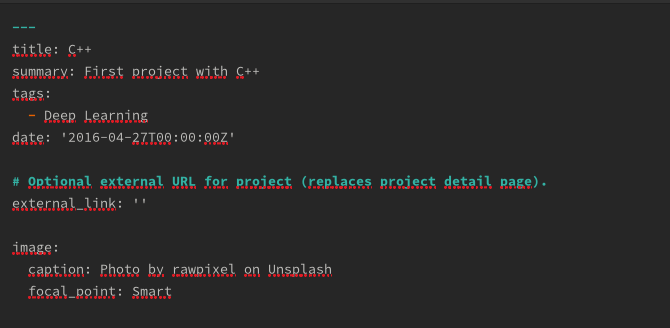 ---
title: C++
summary: First project with C++
tags:
  - Deep Learning
date: '2016-04-27T00:00:00Z'

# Optional external URL for project (replaces project detail page).
external_link: ''

image:
  caption: Photo by rawpixel on Unsplash
  focal_point: Smart